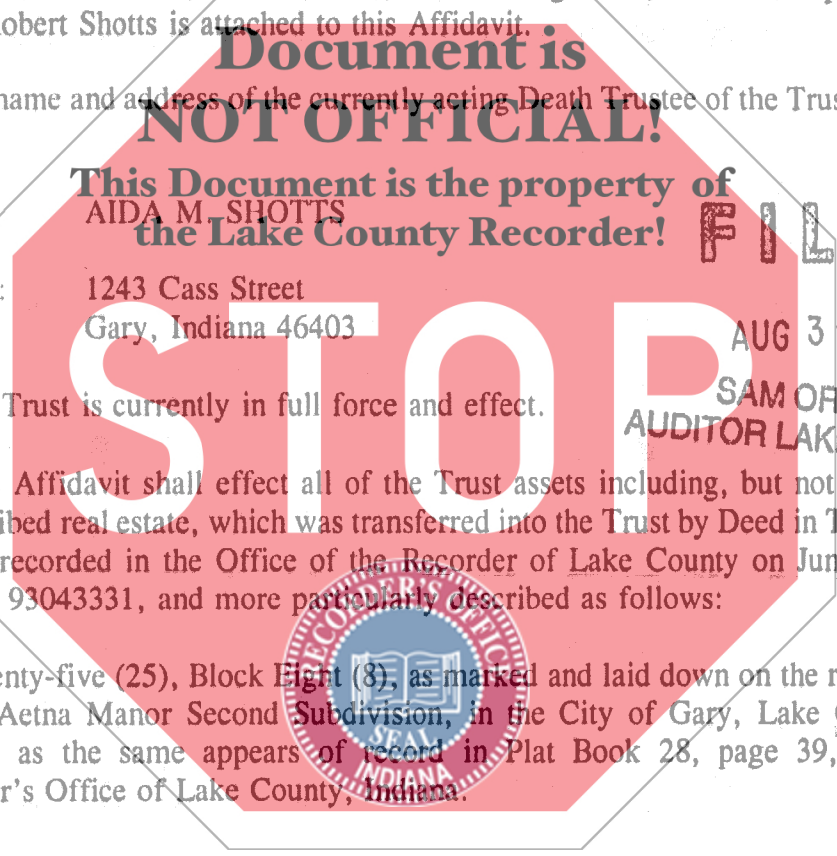 obert Shotts is attached to this Affidavit.
Document is
name and address of the currently acting Death Trustee of the Trus
NOT OFFICIAL!
This Document is the property of
AIDA M. SHOTTS
the Lake County Recorder!
FIL
: 1243 Cass Street
Gary, Indiana 46403
AUG 3
STOP
SAM OR
Trust is currently in full force and effect.
AUDITOR LAK
Affidavit shall effect all of the Trust assets including, but not
ibed real estate, which was transferred into the Trust by Deed in T
recorded in the Office of the Recorder of Lake County on Jun
93043331, and more particularly described as follows:
RECORDERS OFFICE
enty-five (25), Block Eight (8), as marked and laid down on the r
Aetna Manor Second Subdivision, in the City of Gary, Lake
SEAL
as the same appears of record in Plat Book 28, page 39,
INDIANA
r's Office of Lake County, Indiana.